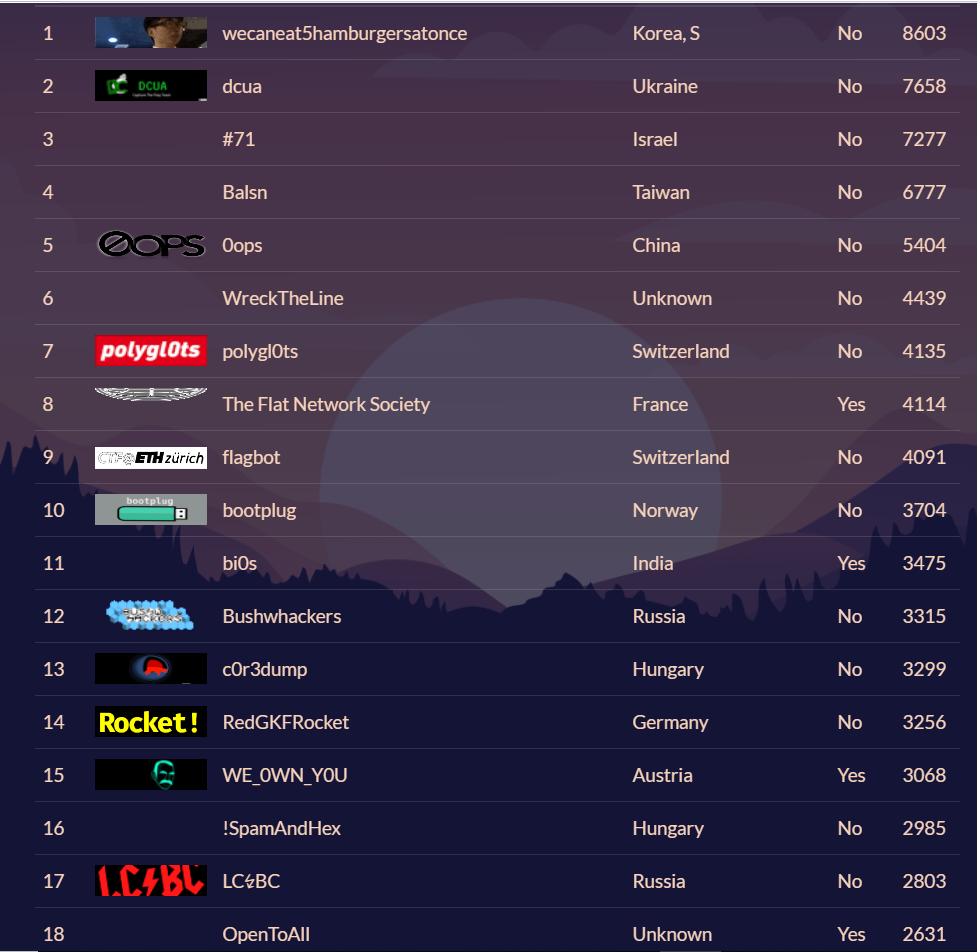 1 wecaneat5hamburgersatonce Korea, S No 8603
2 DCUA dcua Ukraine No 7658
3 #71 Israel No 7277
4 Balsn Taiwan No 6777
5 0OPS 0ops China No 5404
6 WreckTheLine Unknown No 4439
7 polygl0ts polygl0ts Switzerland No 4135
8 The Flat Network Society France Yes 4114
9 CTF@ETH zürich flagbot Switzerland No 4091
10 bootplug bootplug Norway No 3704
11 bi0s India Yes 3475
12 BUSH WHACKERS Bushwhackers Russia No 3315
13 c0r3dump Hungary No 3299
14 Rocket! RedGKFRocket Germany No 3256
15 WE_0WN_Y0U Austria Yes 3068
16 !SpamAndHex Hungary No 2985
17 LC⚡BC LC↯BC Russia No 2803
18 OpenToAll Unknown Yes 2631